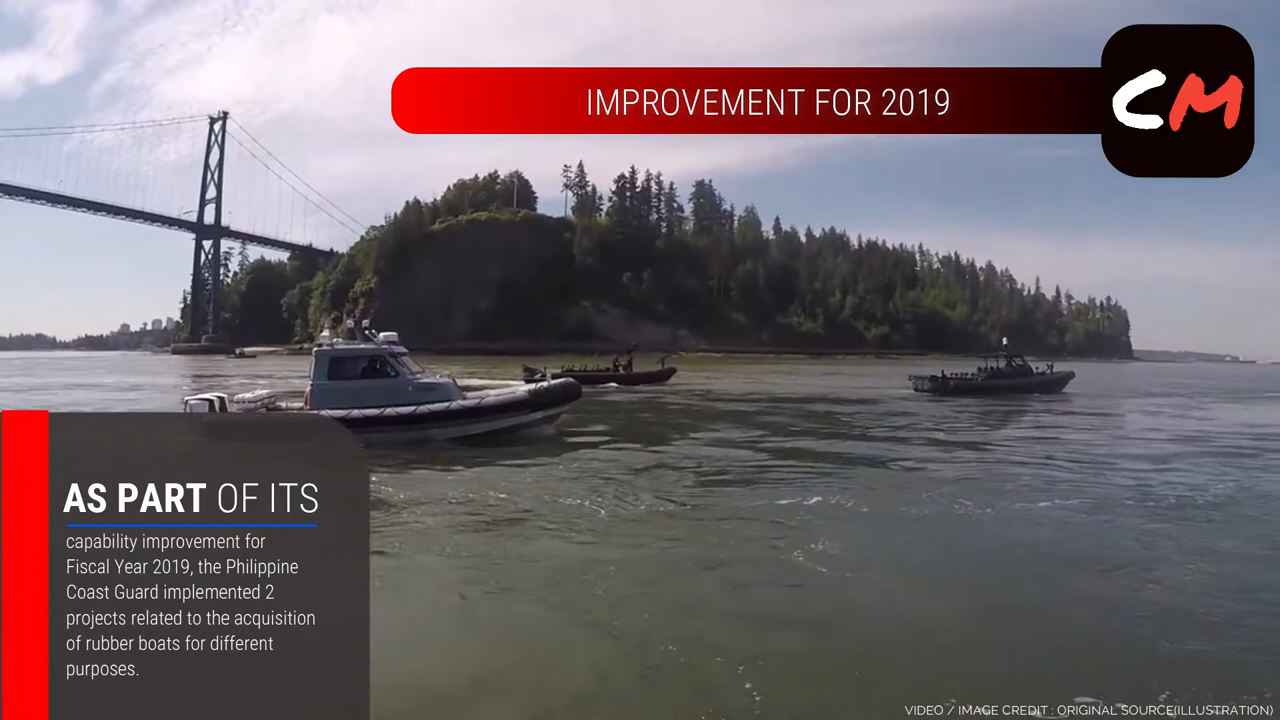 IMPROVEMENT FOR 2019
CM
AS PART OF ITS
capability improvement for
Fiscal Year 2019, the Philippine
Coast Guard implemented 2
projects related to the acquisition
of rubber boats for different
purposes.
VIDEO / IMAGE CREDIT : ORIGINAL SOURCE(ILLUSTRATION)